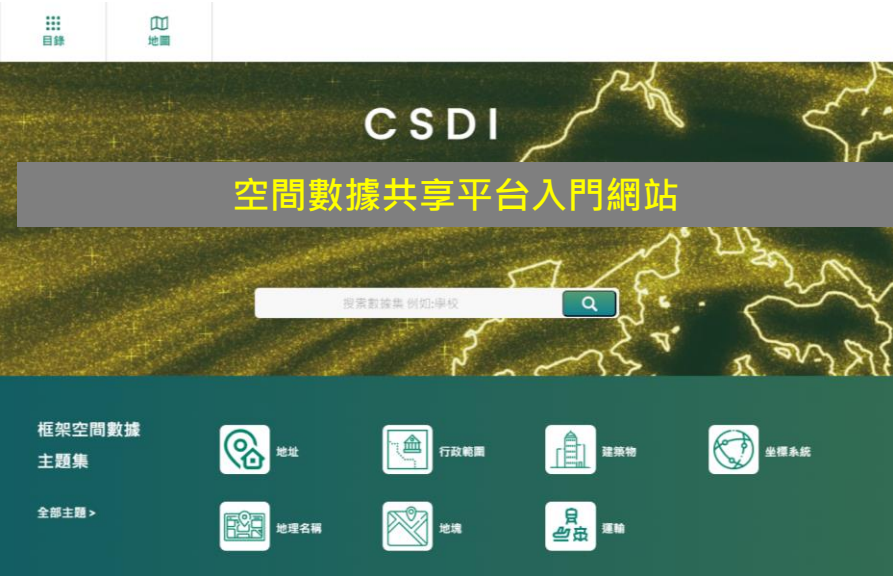 目錄
地圖
CSDI
空間數據共享平台入門網站
搜索數據集 例如:學校
框架空間數據
主題集
全部主題 >
地址
行政範圍
建築物
坐標系統
地理名稱
地塊
運輸